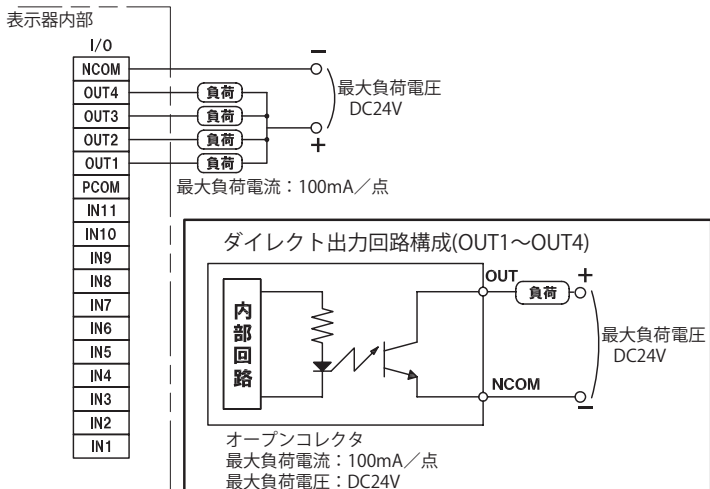 表示器内部
I/O
NCOM
OUT4
OUT3
OUT2
OUT1
PCOM
IN11
IN10
IN9
IN8
IN7
IN6
IN5
IN4
IN3
IN2
IN1
負荷
負荷
負荷
負荷
−
+
最大負荷電圧
DC24V
最大負荷電流：100mA／点
ダイレクト出力回路構成(OUT1～OUT4)
内部回路
OUT
負荷
+
最大負荷電圧
DC24V
NCOM
−
オープンコレクタ
最大負荷電流：100mA／点
最大負荷電圧：DC24V